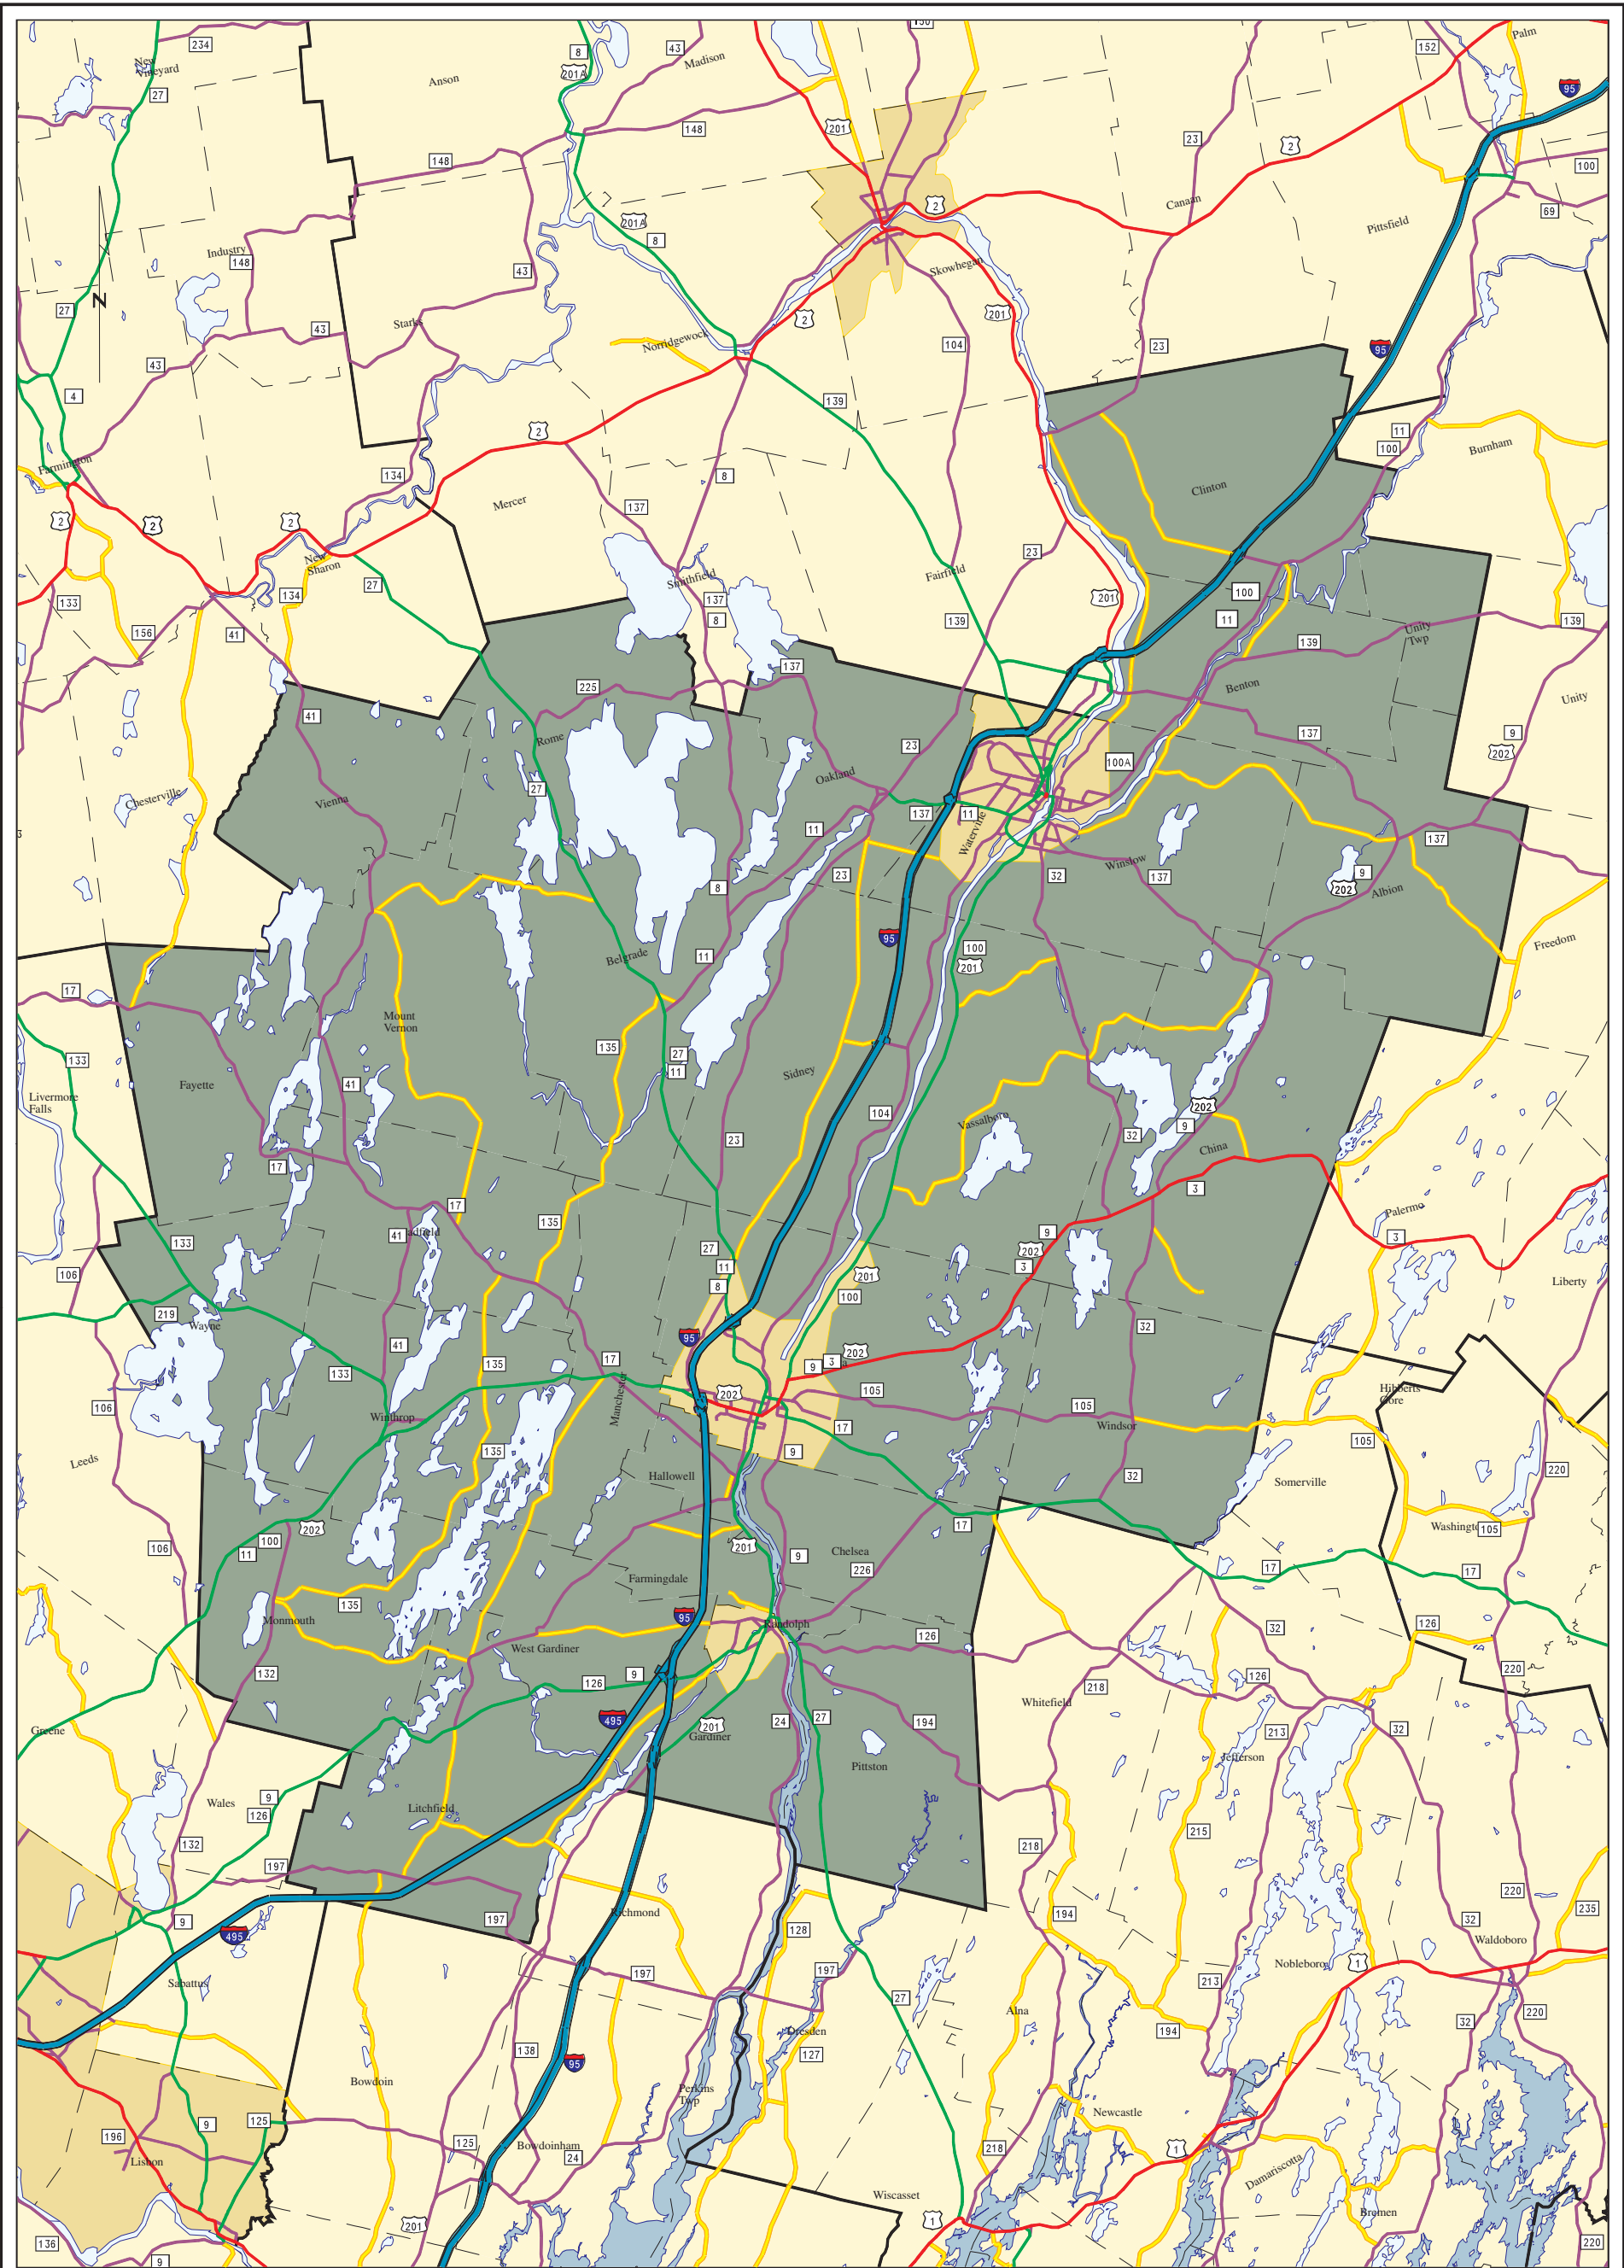 234
8
201A
43
Madison
150
152
Palm
New
Vineyard
27
Anson
95
201
148
23
2
148
100
2
69
201A
8
Canaan
Pittsfield
Industry
148
43
Skowhegan
N
27
201
2
Starks
43
Norridgewock
104
23
95
43
4
139
2
11
100
Burnham
Farmington
134
8
Clinton
2
2
2
Mercer
137
New
Sharon
23
Fairfield
27
Smithfield
133
134
137
8
201
100
11
139
139
156
41
139
Unity
Twp
137
225
Benton
Unity
41
Rome
23
137
9
202
100A
Oakland
27
Vienna
Chesterville
137
11
Waterville
11
137
23
32
Winslow
137
9
202
Albion
8
95
Freedom
Belgrade
11
100
201
17
Mount
Vernon
135
27
11
133
Sidney
Fayette
41
Livermore
Falls
104
Vassalboro
202
9
32
China
23
17
3
17
135
41
adfield
Palermo
133
9
202
3
3
27
11
8
106
201
100
Liberty
219
Wayne
32
95
41
202
9
3
135
17
133
Manchester
202
105
Hibberts
Gore
106
Winthrop
105
Windsor
17
105
135
9
Leeds
Hallowell
32
220
Somerville
202
100
11
17
Washingt
105
106
201
9
Chelsea
226
17
17
Farmingdale
135
95
Monmouth
Randolph
126
32
126
West Gardiner
132
9
126
126
220
218
Whitefield
495
24
27
194
213
32
Greene
201
Gardiner
Jefferson
Pittston
9
126
Wales
Litchfield
215
132
218
197
220
235
9
197
Richmond
194
32
495
128
Waldoboro
Nobleboro
1
Sabattus
197
197
213
27
Alna
220
32
194
Dresden
127
138
95
Bowdoin
Perkins
Twp
Newcastle
9
125
196
125
Bowdoinham
24
218
1
Lisbon
Damariscotta
Wiscasset
Bremen
201
1
136
9
220